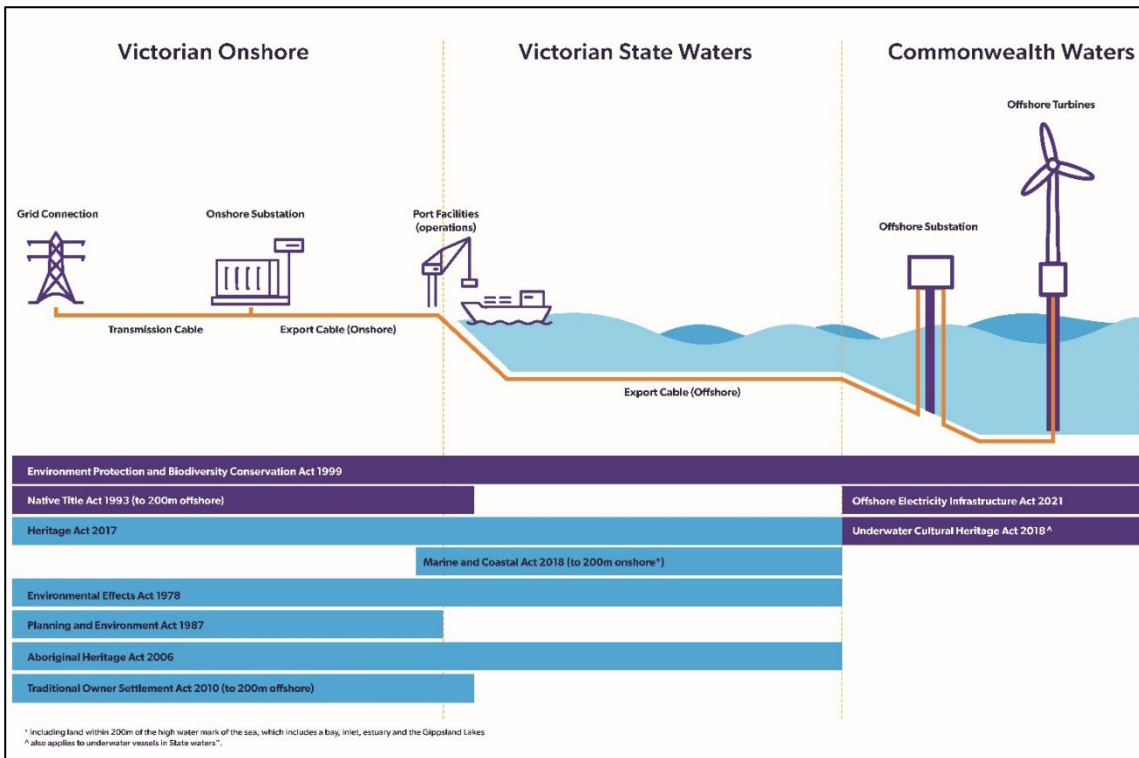 Victorian Onshore
Victorian State Waters
Commonwealth Waters
Offshore Turbines
Grid Connection
Onshore Substation
Port Facilities
(operations)
Offshore Substation
Transmission Cable
Export Cable (Onshore)
Export Cable (Offshore)
Environment Protection and Biodiversity Conservation Act 1999
Native Title Act 1993 (to 200m offshore)
Offshore Electricity Infrastructure Act 2021
Heritage Act 2017
Underwater Cultural Heritage Act 2018^
Marine and Coastal Act 2018 (to 200m onshore*)
Environmental Effects Act 1978
Planning and Environment Act 1987
Aboriginal Heritage Act 2006
Traditional Owner Settlement Act 2010 (to 200m offshore)
* including land within 200m of the high water mark of the sea, which includes a bay, inlet, estuary and the Gippsland Lakes
^ also applies to underwater vessels in State waters".